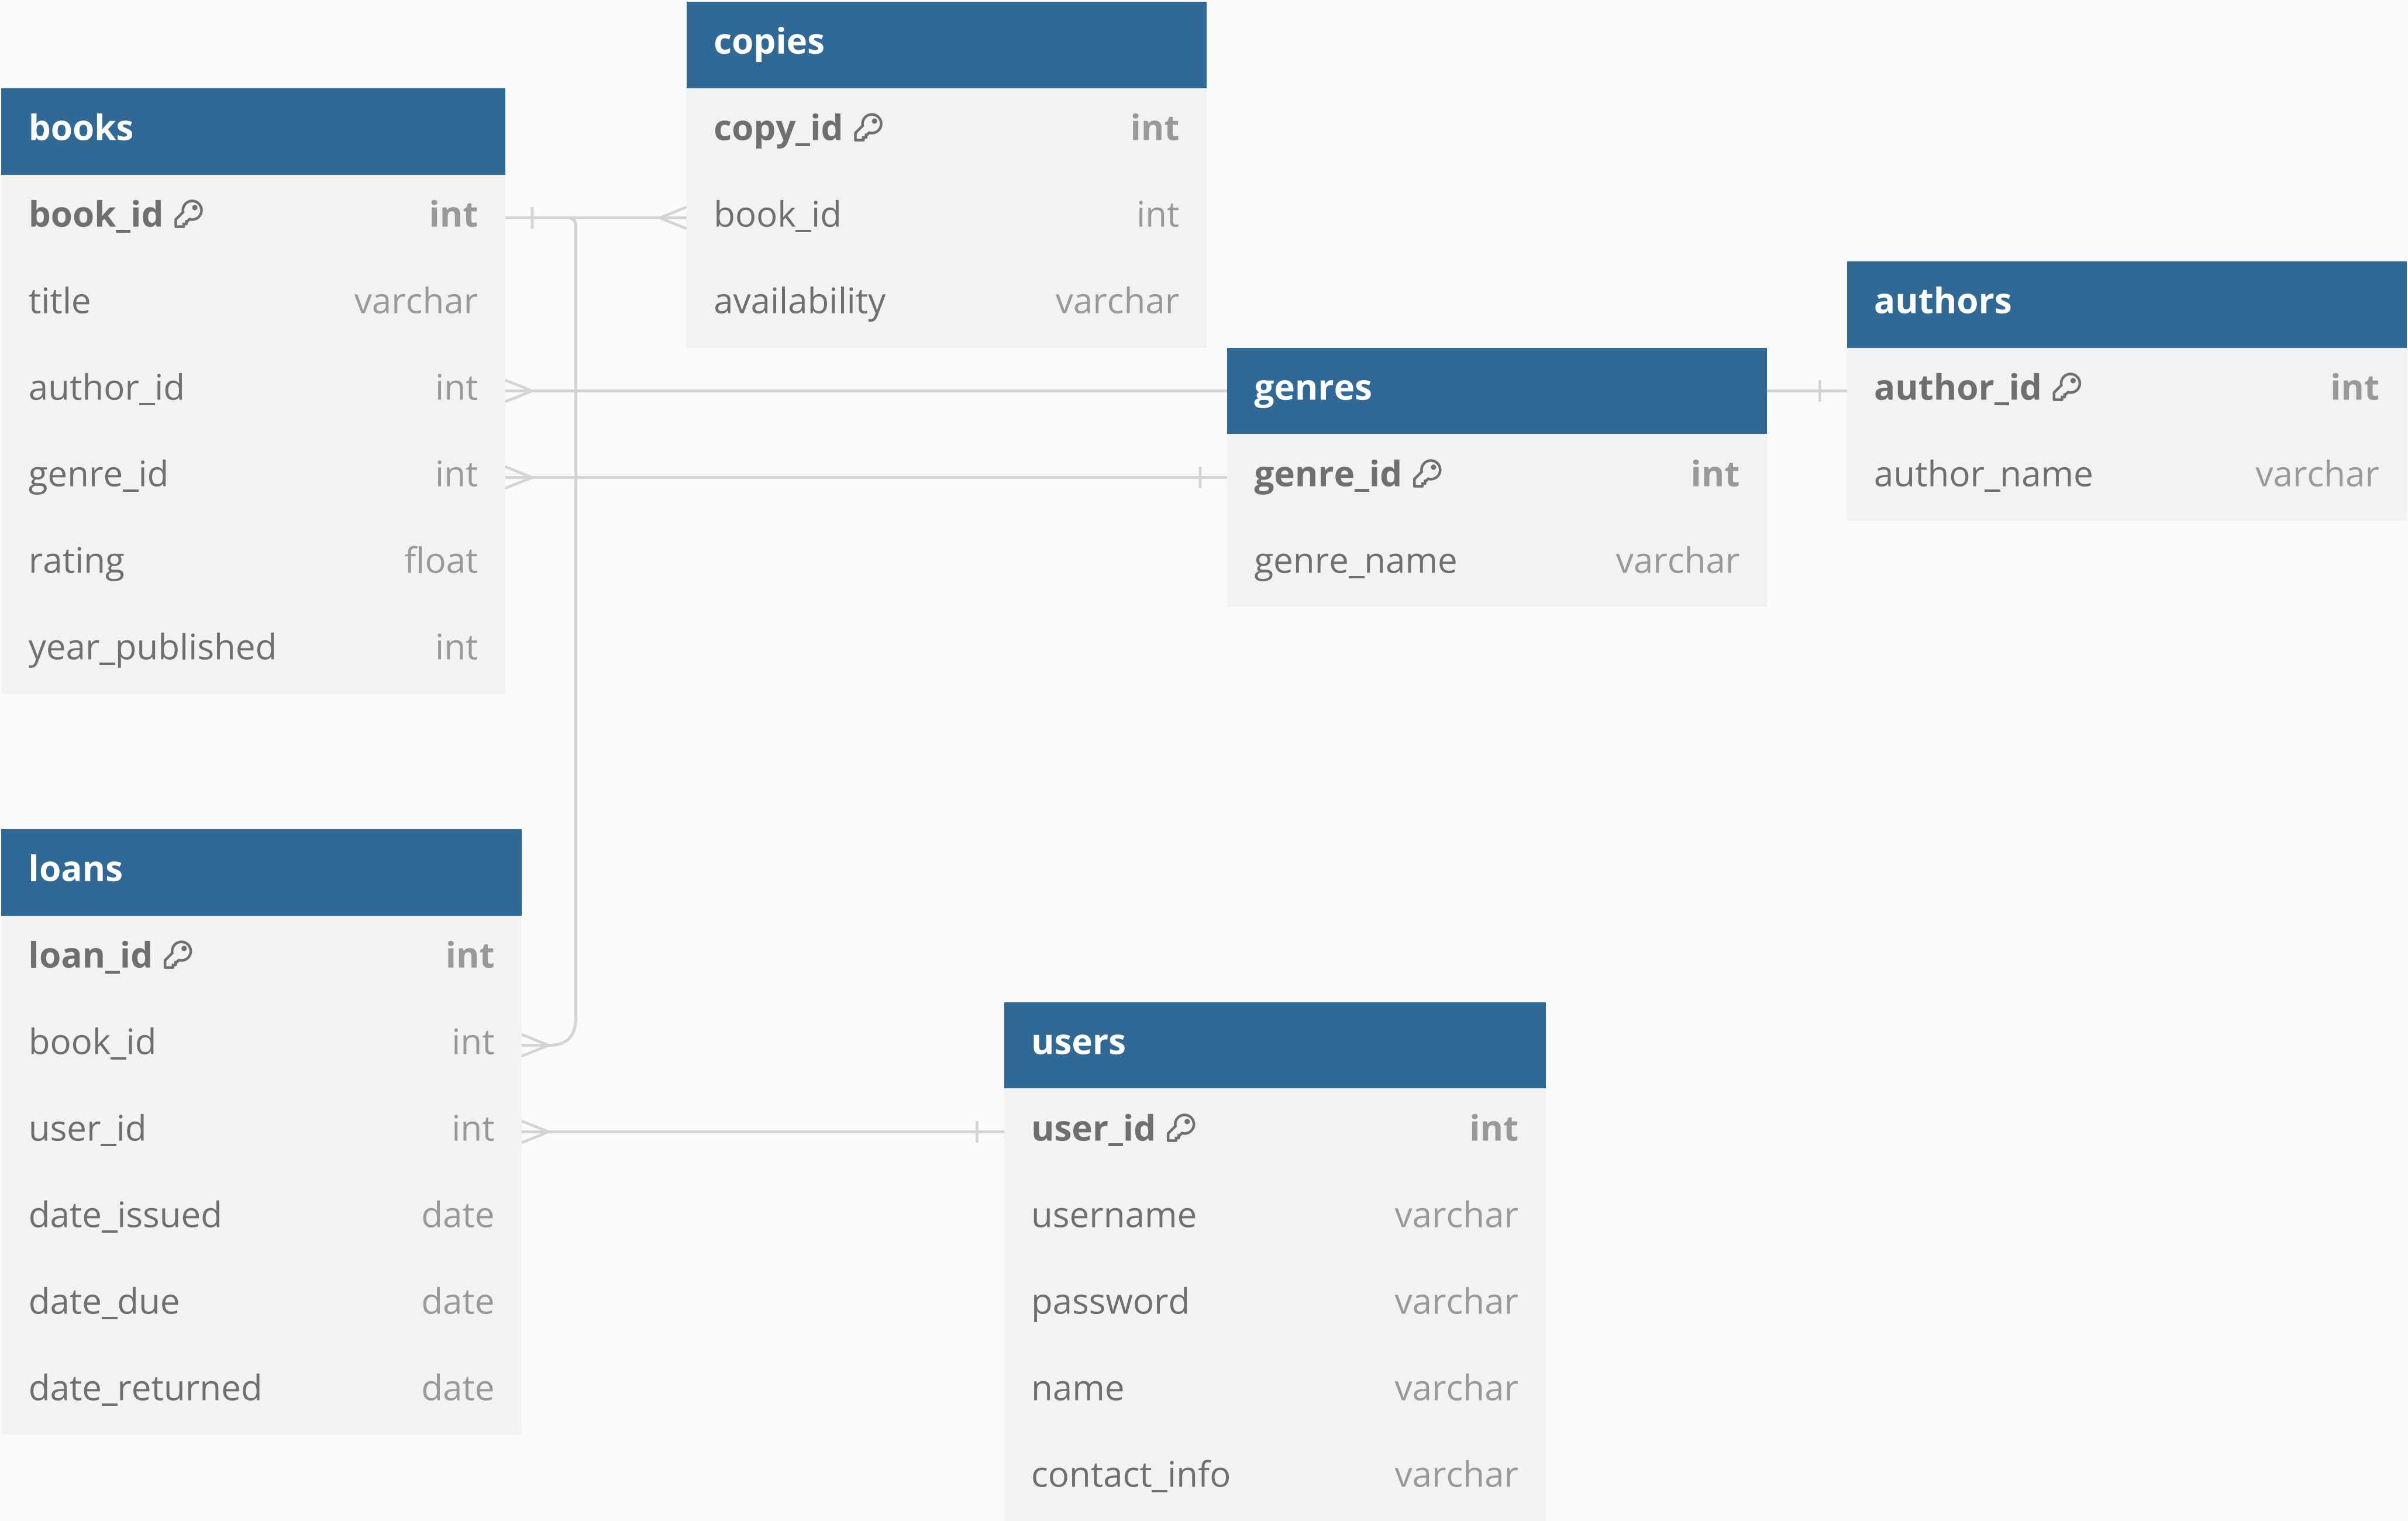 copies
copy_id int
book_id int
availability varchar
books
book_id int
title varchar
author_id int
genre_id int
rating float
year_published int
authors
author_id int
author_name varchar
genres
genre_id int
genre_name varchar
loans
loan_id int
book_id int
user_id int
date_issued date
date_due date
date_returned date
users
user_id int
username varchar
password varchar
name varchar
contact_info varchar